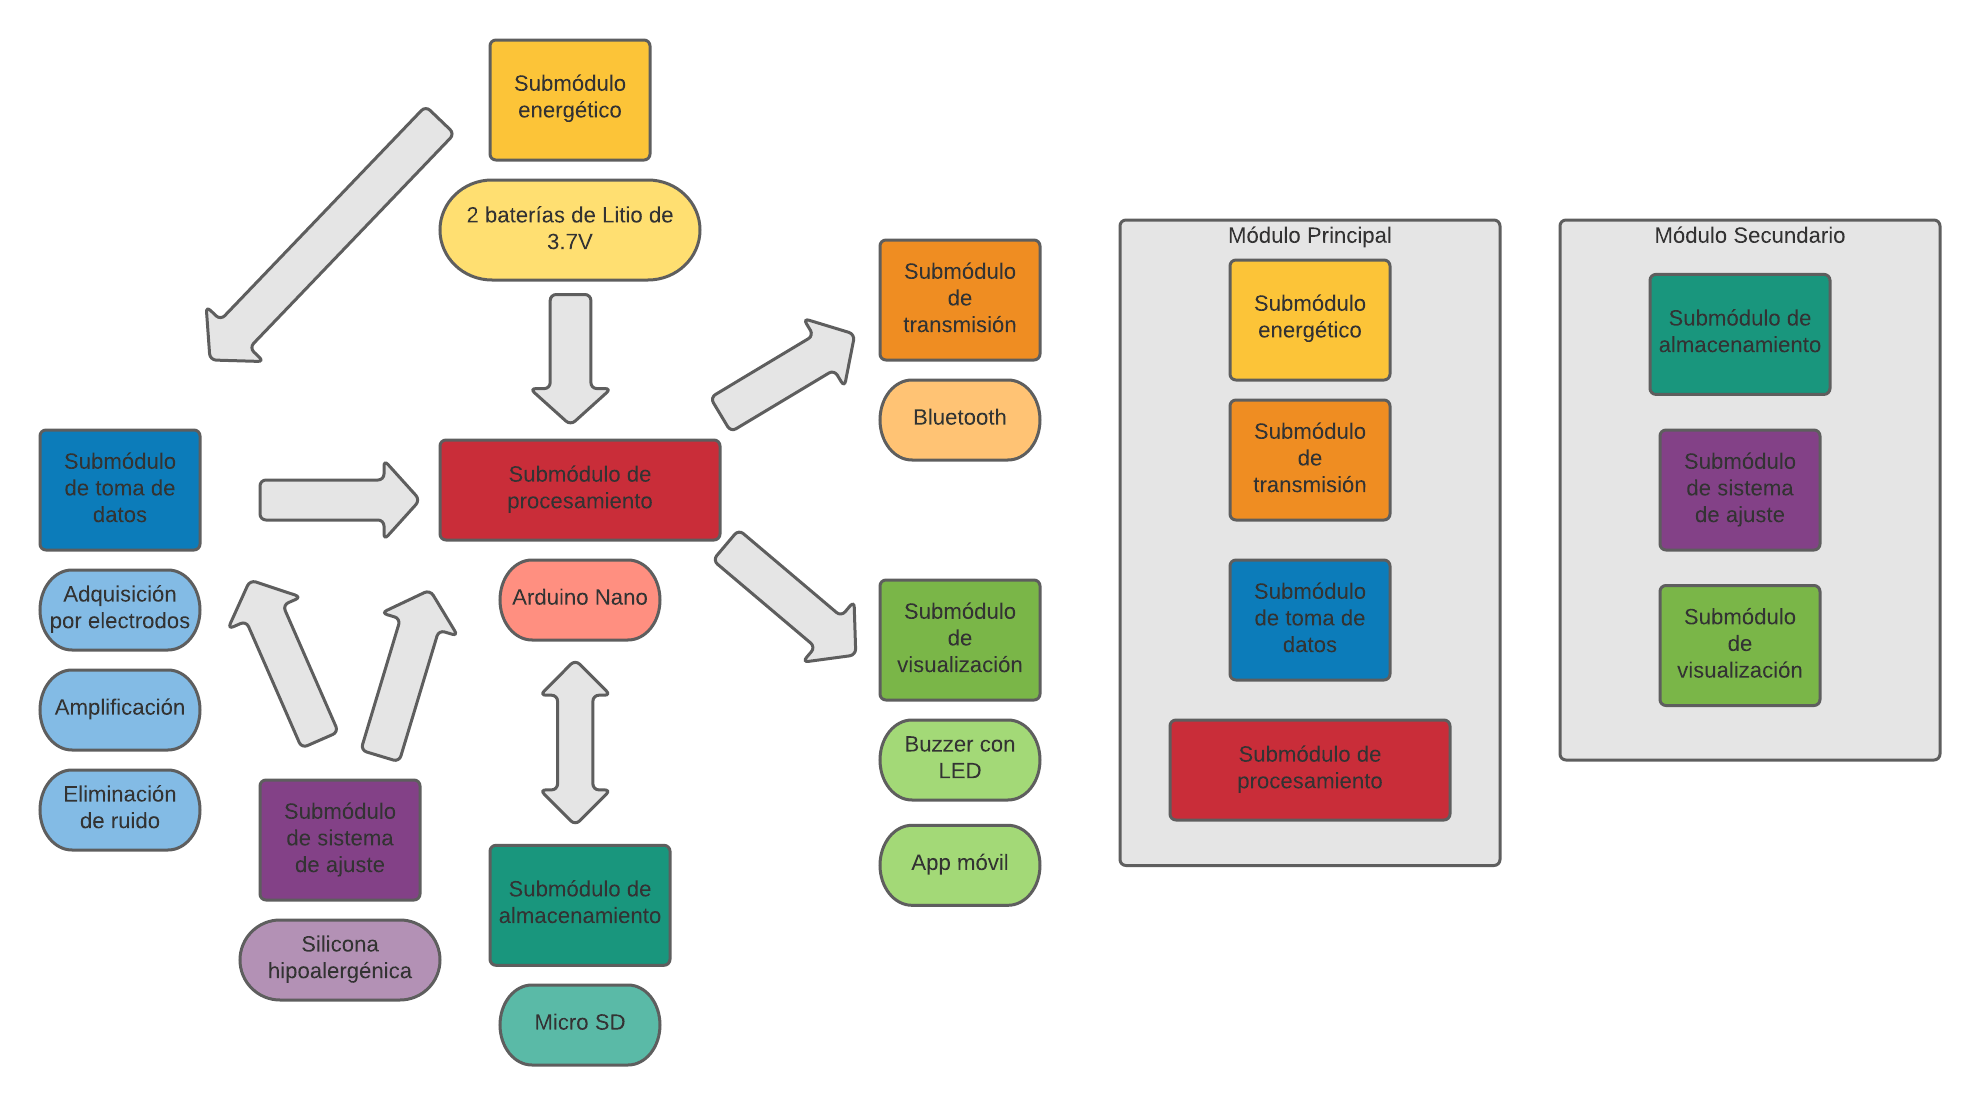 Submódulo
energético
2 baterías de Litio de
3.7V
Submódulo
de
transmisión
Bluetooth
Submódulo
de toma de
datos
Adquisición
por electrodos
Amplificación
Eliminación
de ruido
Submódulo de
procesamiento
Arduino Nano
Submódulo
de
visualización
Buzzer con
LED
App móvil
Submódulo
de sistema
de ajuste
Silicona
hipoalergénica
Submódulo de
almacenamiento
Micro SD
Módulo Principal
Submódulo
energético
Submódulo
de
transmisión
Submódulo
de toma de
datos
Submódulo de
procesamiento
Módulo Secundario
Submódulo de
almacenamiento
Submódulo
de sistema
de ajuste
Submódulo
de
visualización